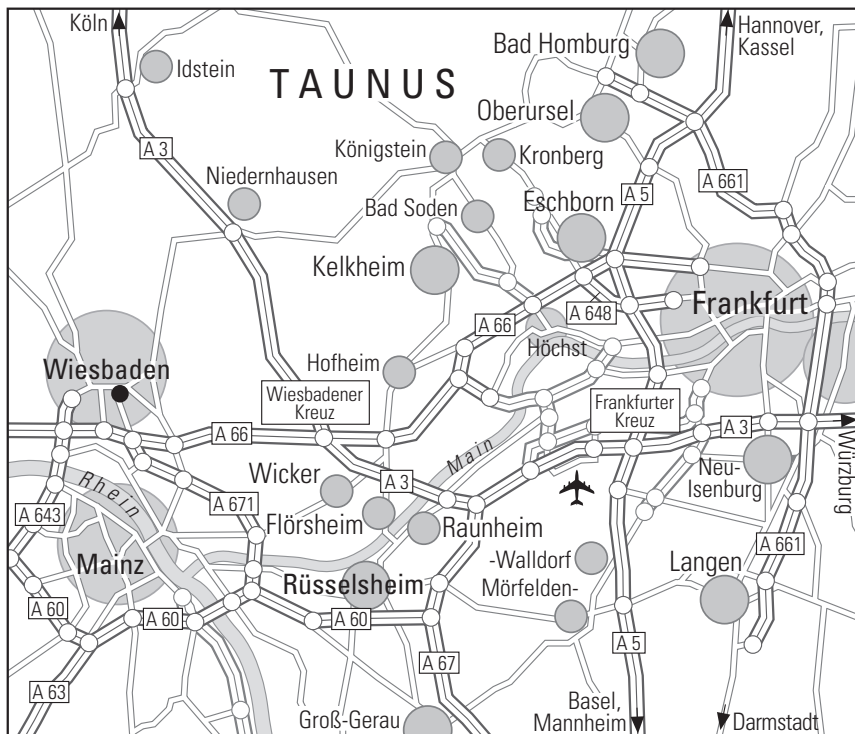 Köln
Hannover,
Kassel
Bad Homburg
Idstein
TAUNUS
Oberursel
A 3
Königstein
Kronberg
Niedernhausen
A 5
A 661
Bad Soden
Eschborn
Kelkheim
Frankfurt
A 648
A 66
Höchst
Wiesbaden
Hofheim
Wiesbadener
Kreuz
Frankfurter
Kreuz
A 66
A 3
Main
Würzburg
Rhein
Wicker
A 3
Neu-
Isenburg
A 671
A 643
Flörsheim
Raunheim
A 661
Mainz
-Walldorf
Mörfelden-
Langen
Rüsselsheim
A 60
A 60
A 60
A 5
A 67
A 63
Groß-Gerau
Basel,
Mannheim
Darmstadt